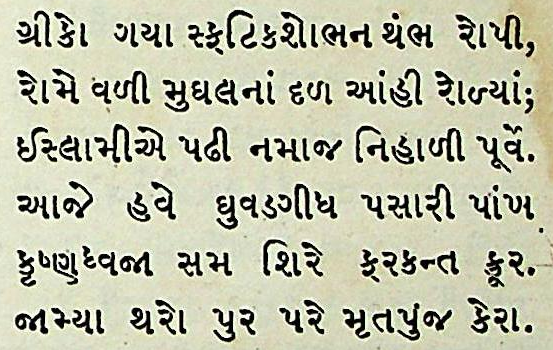 ગ્રીકો ગયા સ્ફટિકશોભન થંભ રોપી,
રોમે વળી મુઘલનાં દળ આંહી રોળ્યાં;
ઈસ્લામીએ પઢી નમાજ નિહાળી પૂર્વે.
આજે હવે ઘુવડગીધ પસારી પાંખ
કૃષ્ણધ્વજા સમ શિરે ફરકન્ત ક્રૂર.
જામ્યા થરો પુર પરે મૃતપુંજ કેરા.